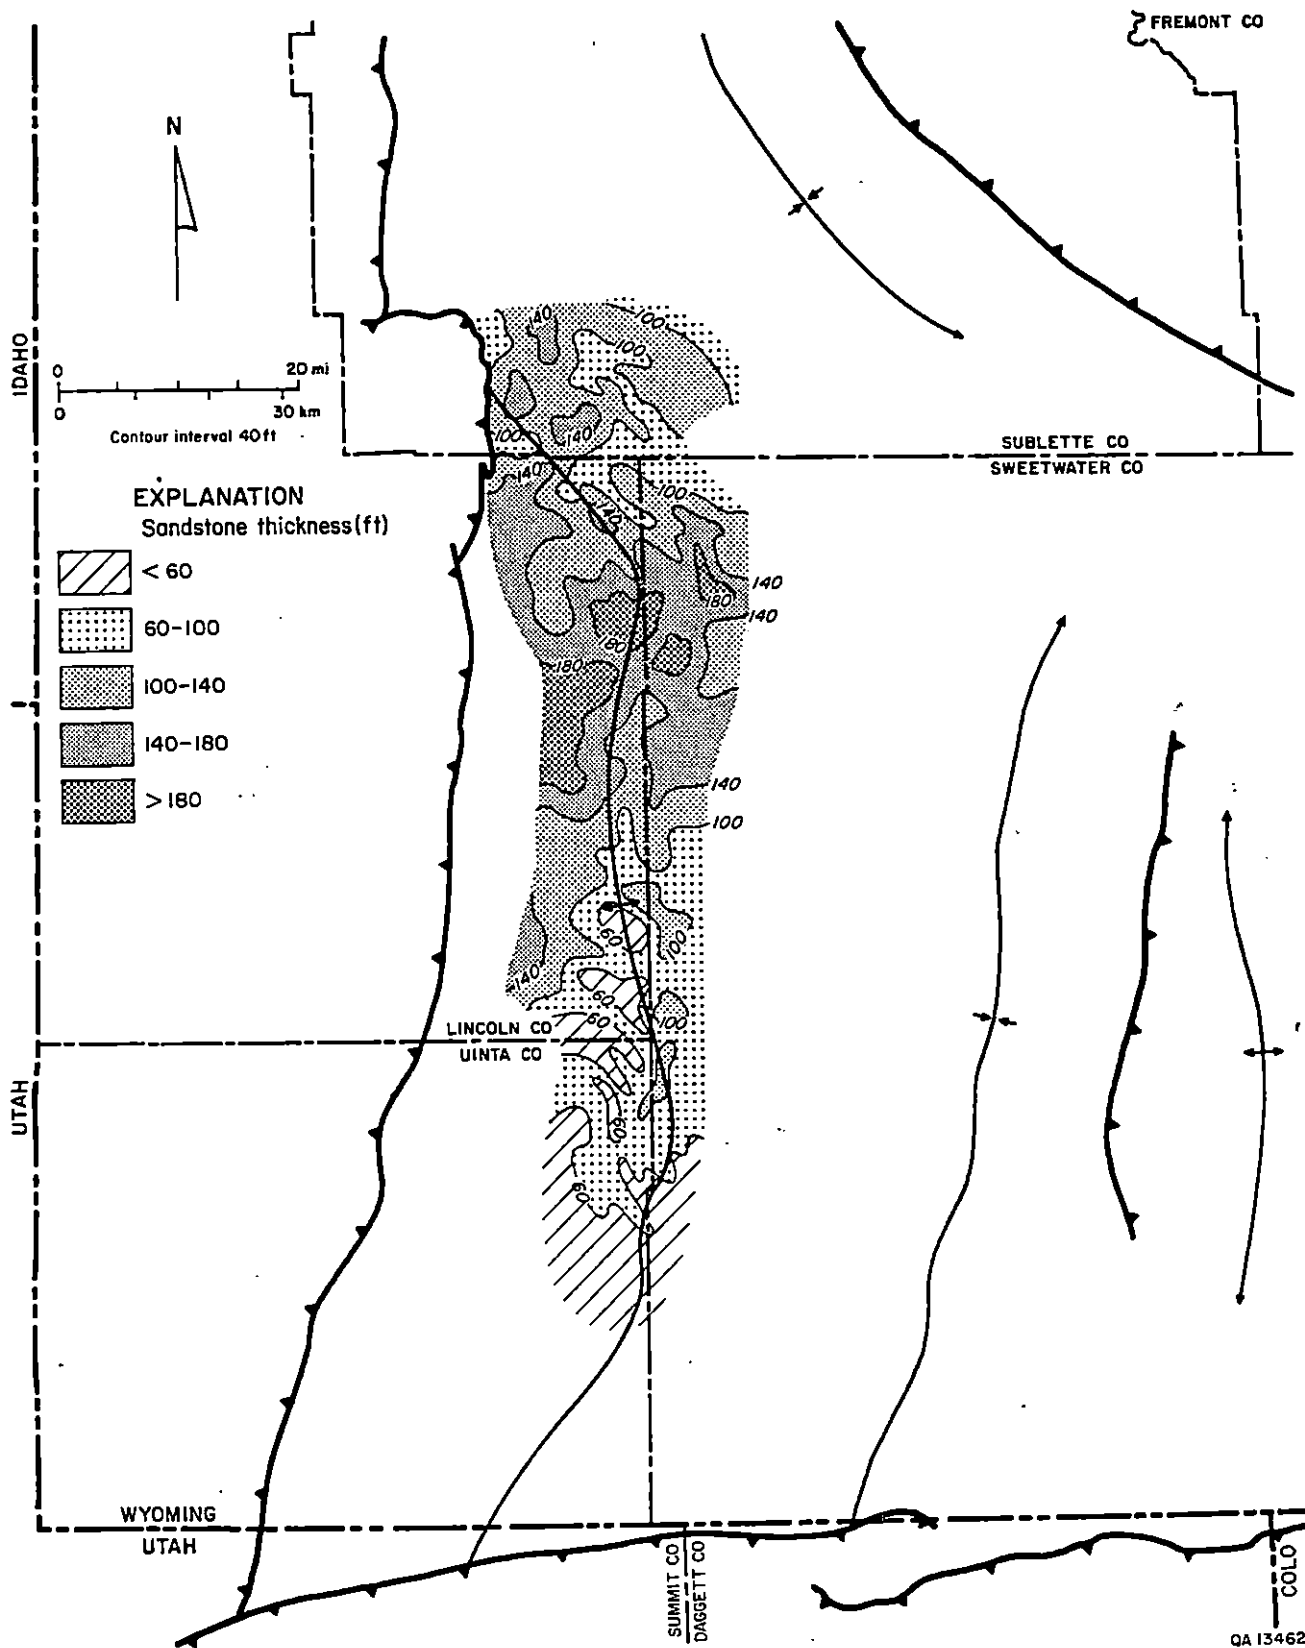 FREMONT CO
N
IDAHO
0 20 mi
0 30 km
Contour interval 40 ft
SUBLETTE CO
SWEETWATER CO
EXPLANATION
Sandstone thickness (ft)
< 60
60-100
100-140
140-180
> 180
140
100
100
100
140
140
100
140
140
180
140
180
180
140
100
60
100
140
60
60
100
60
60
LINCOLN CO
UINTA CO
UTAH
WYOMING
UTAH
SUMMIT CO
DAGGETT CO
COLO
QA 13462